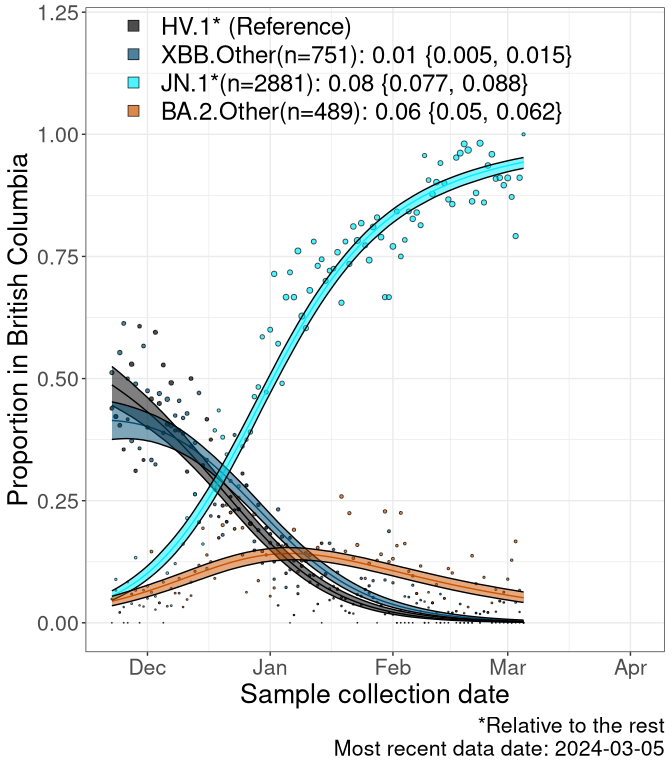 HV.1* (Reference)
XBB.Other(n=751): 0.01 {0.005, 0.015}
JN.1*(n=2881): 0.08 {0.077, 0.088}
BA.2.Other(n=489): 0.06 {0.05, 0.062}
1.25
1.00
0.75
0.50
0.25
0.00
Proportion in British Columbia
Dec Jan Feb Mar Apr
Sample collection date
*Relative to the rest
Most recent data date: 2024-03-05